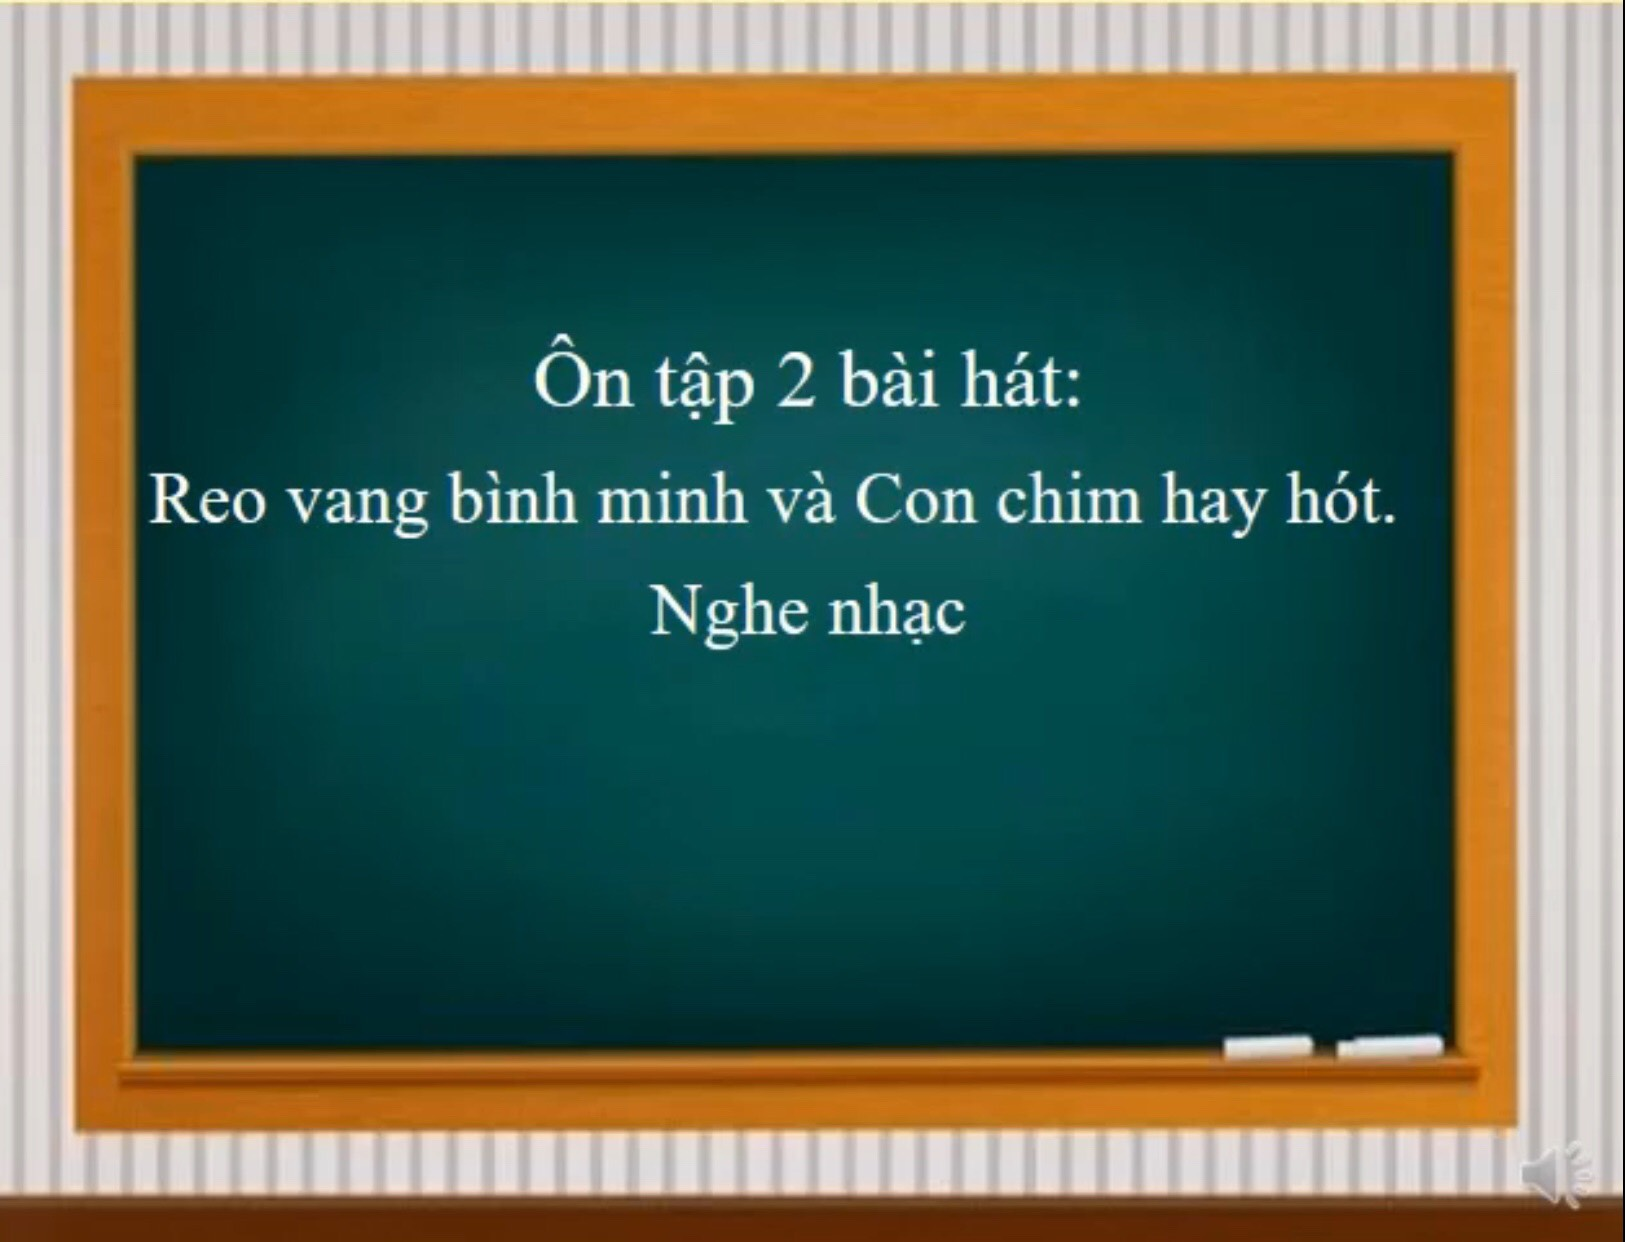 Ôn tập 2 bài hát:
Reo vang bình minh và Con chim hay hót.
Nghe nhạc